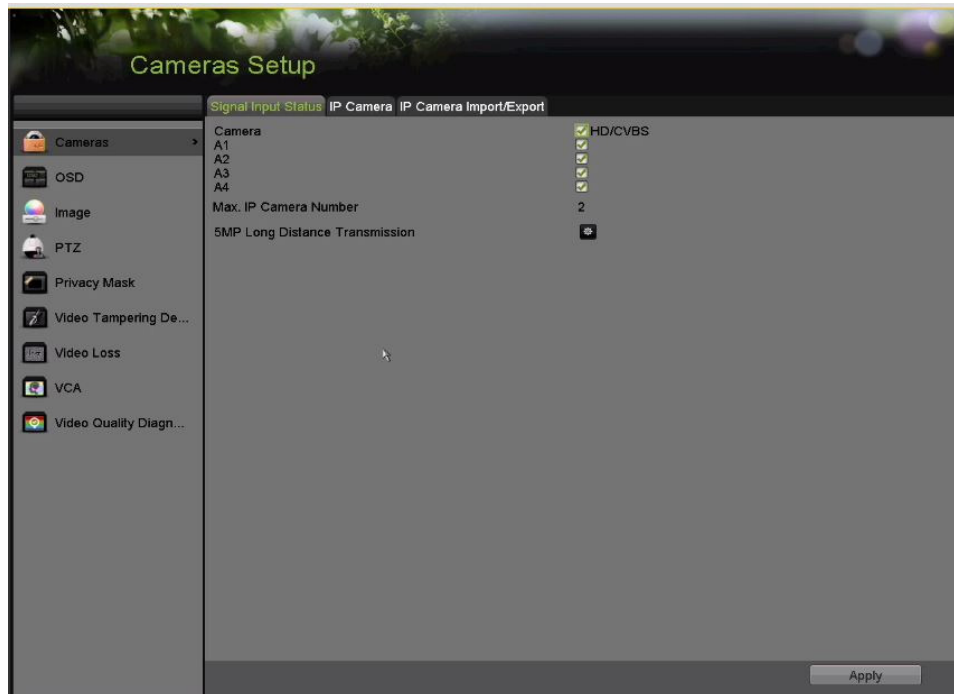 Cameras Setup
Signal Input Status IP Camera IP Camera Import/Export
Cameras
OSD
Image
PTZ
Privacy Mask
Video Tampering De...
Video Loss
VCA
Video Quality Diagn...
Camera HD/CVBS
A1
A2
A3
A4
Max. IP Camera Number 2
5MP Long Distance Transmission
Apply